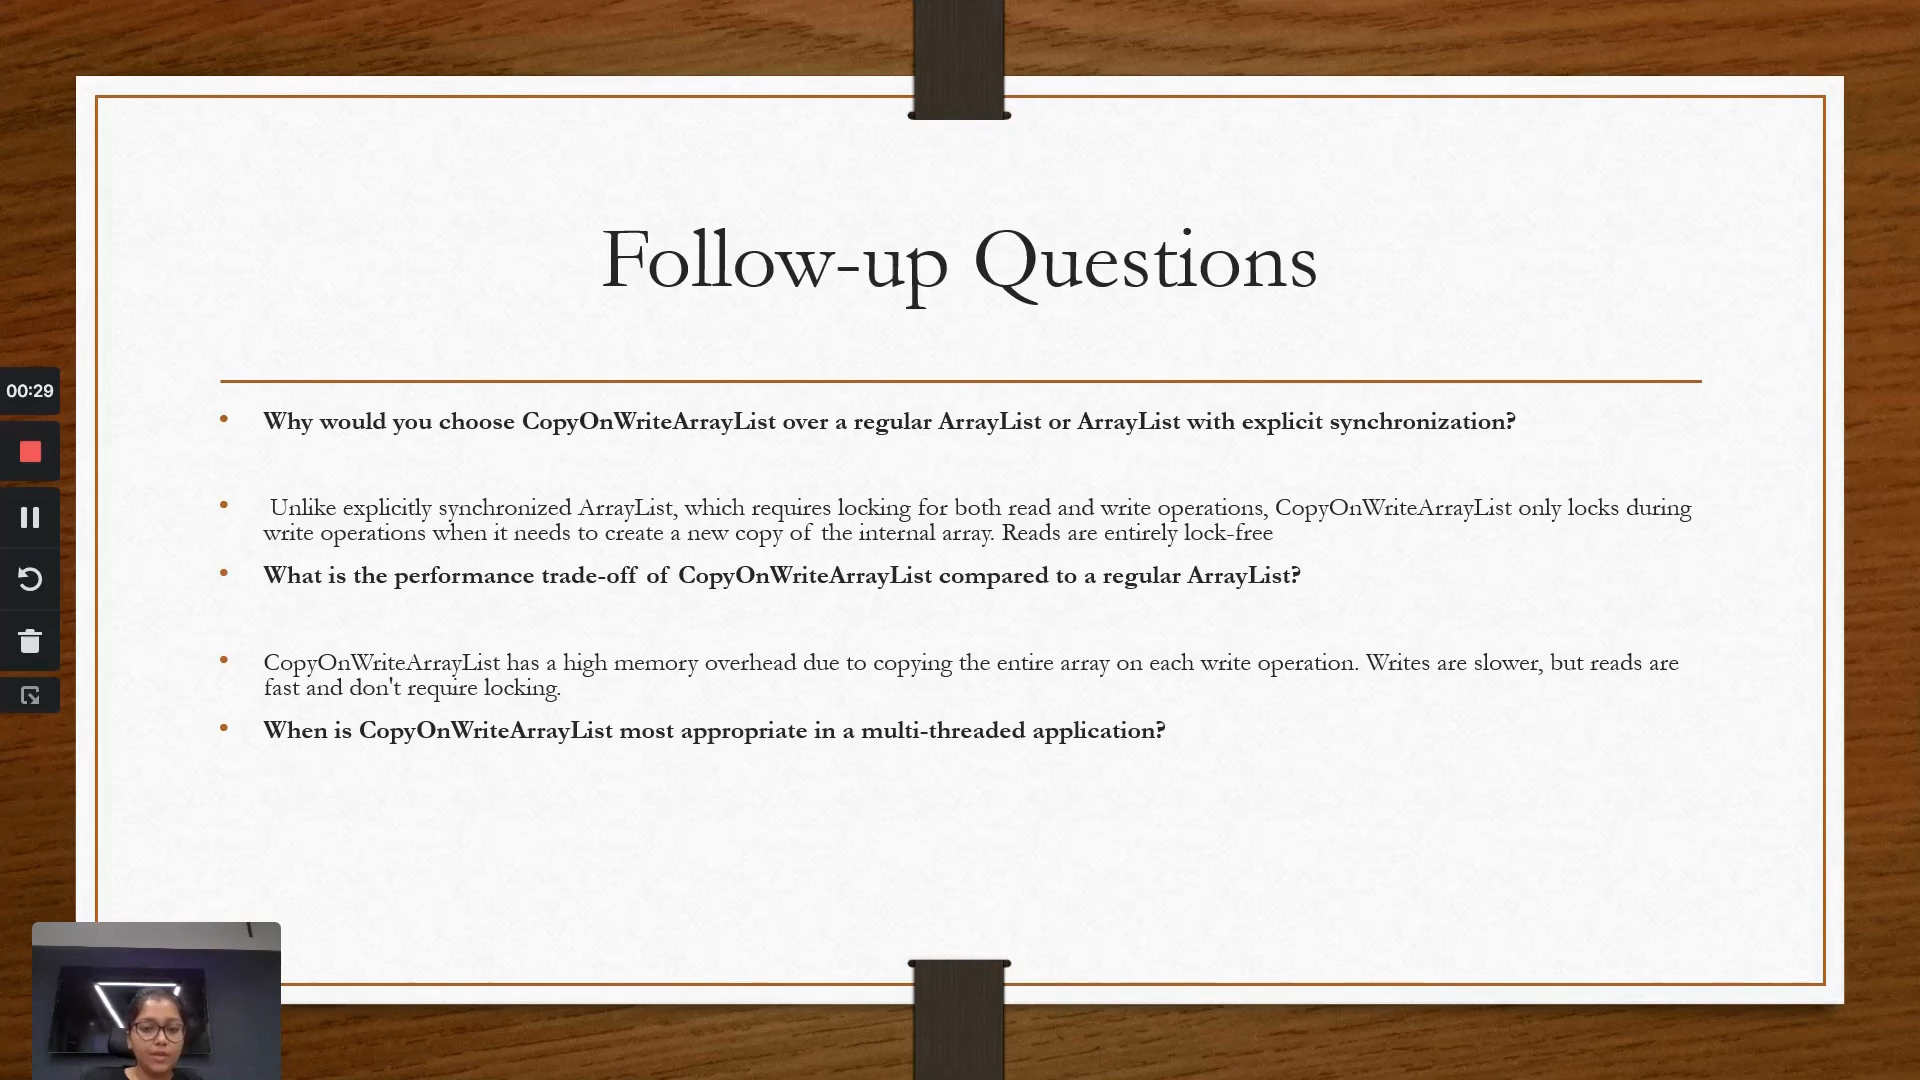 Follow-up Questions
00:29
Why would you choose CopyOnWriteArrayList over a regular ArrayList or ArrayList with explicit synchronization?
Unlike explicitly synchronized ArrayList, which requires locking for both read and write operations, CopyOnWriteArrayList only locks during
write operations when it needs to create a new copy of the internal array. Reads are entirely lock-free
What is the performance trade-off of CopyOnWriteArrayList compared to a regular ArrayList?
CopyOnWriteArrayList has a high memory overhead due to copying the entire array on each write operation. Writes are slower, but reads are
fast and don't require locking.
When is CopyOnWriteArrayList most appropriate in a multi-threaded application?